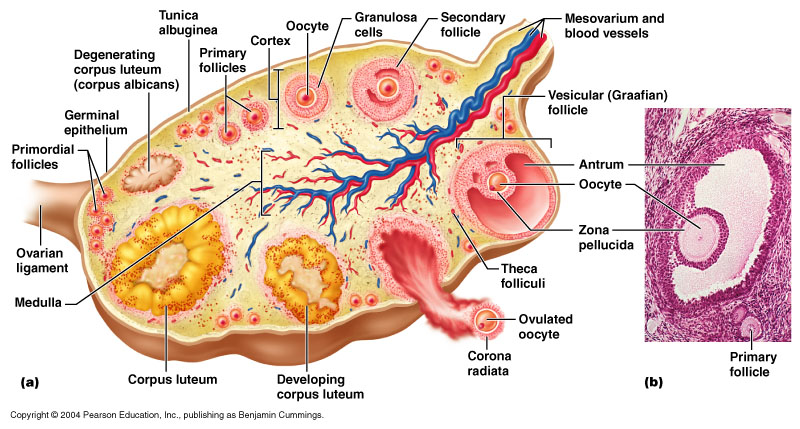 Tunica
albuginea
Degenerating
corpus luteum
(corpus albicans)
Primary
follicles
Cortex
Oocyte
Granulosa
cells
Secondary
follicle
Mesovarium and
blood vessels
Germinal
epithelium
Primordial
follicles
Vesicular (Graafian)
follicle
Antrum
Oocyte
Zona
pellucida
Ovarian
ligament
Medulla
Theca
folliculi
Ovulated
oocyte
Corona
radiata
Primary
follicle
(a)
Corpus luteum
Developing
corpus luteum
(b)
Copyright © 2004 Pearson Education, Inc., publishing as Benjamin Cummings.